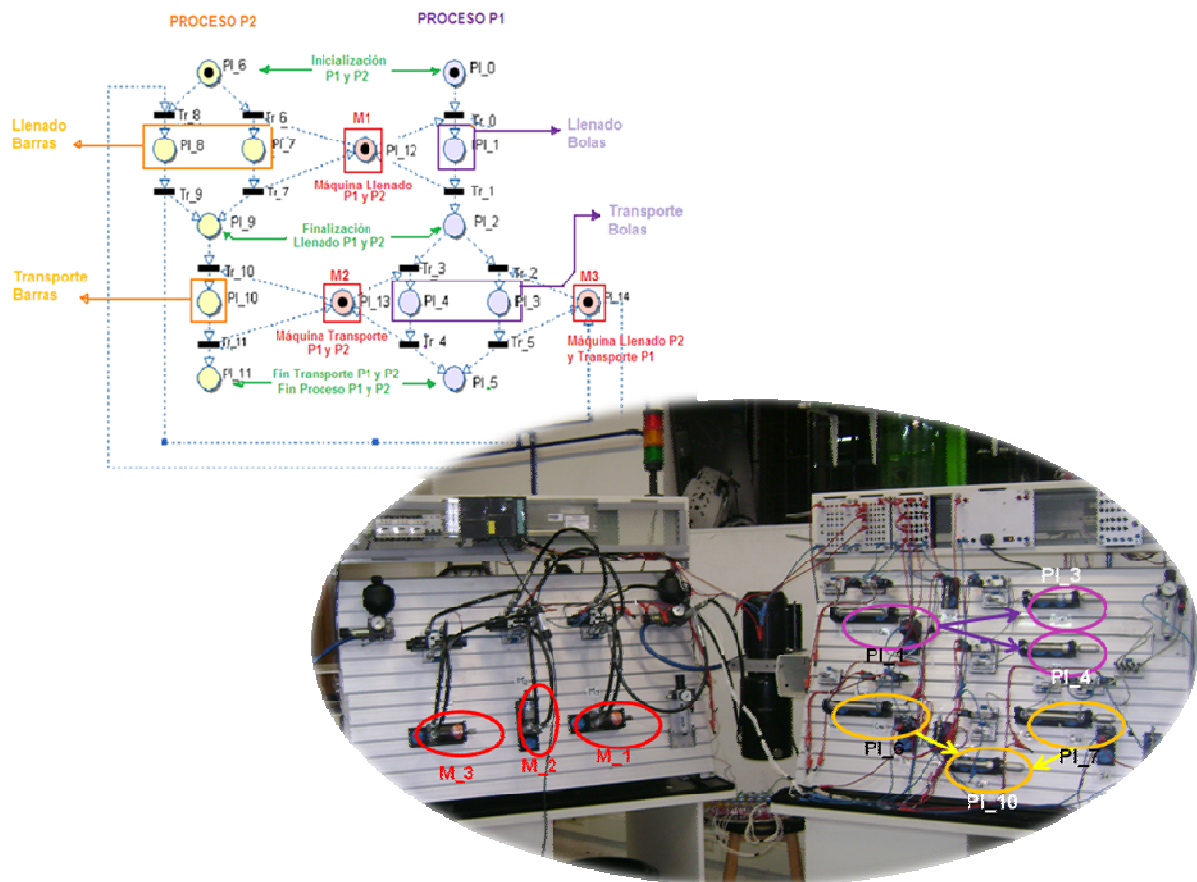 PROCESO P2
PROCESO P1
Pl_6
Inicialización
P1 y P2
Pl_0
Tr_8
Tr_6
M1
Tr_0
Llenado
Barras
Pl_8
Pl_7
Pl_12
Pl_1
Llenado
Bolas
Tr_9
Tr_7
Máquina Llenado
P1 y P2
Tr_1
Pl_9
Finalización
Llenado P1 y P2
Pl_2
Transporte
Bolas
Transporte
Barras
Tr_10
M2
Tr_3
Tr_2
M3
Pl_10
Pl_13
Pl_4
Pl_3
Pl_14
Tr_11
Máquina Transporte
P1 y P2
Tr_4
Tr_5
Máquina Llenado P2
y Transporte P1
Pl_11
Fin Transporte P1 y P2
Fin Proceso P1 y P2
Pl_5
Pl_3
Pl_4
Pl_6
Pl_7
Pl_10
M_3
M_2
M_1